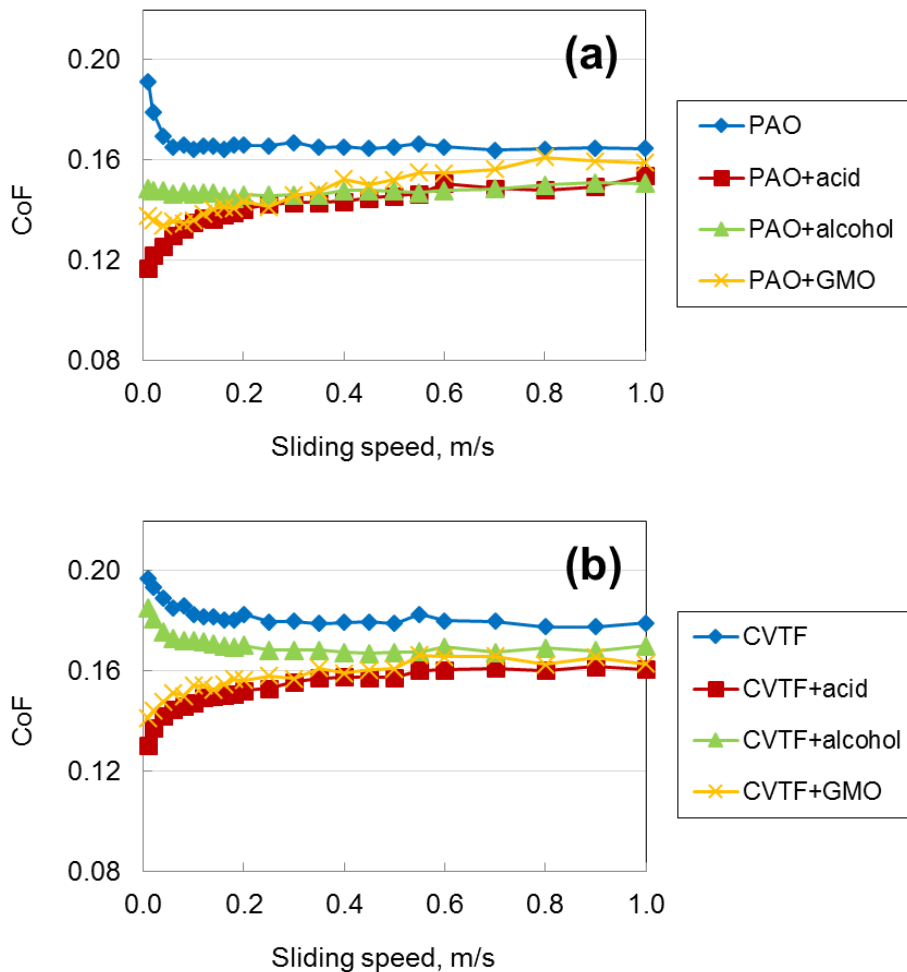 (a)
0.20
0.16
0.12
0.08
CoF
0.0 0.2 0.4 0.6 0.8 1.0
Sliding speed, m/s
PAO
PAO+acid
PAO+alcohol
PAO+GMO
(b)
0.20
0.16
0.12
0.08
CoF
0.0 0.2 0.4 0.6 0.8 1.0
Sliding speed, m/s
CVTF
CVTF+acid
CVTF+alcohol
CVTF+GMO